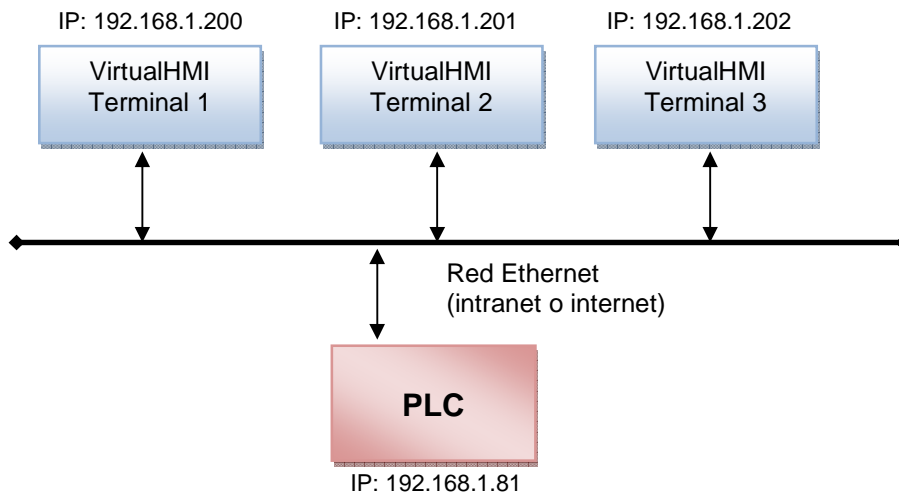 IP: 192.168.1.200
IP: 192.168.1.201
IP: 192.168.1.202
VirtualHMI
Terminal 1
VirtualHMI
Terminal 2
VirtualHMI
Terminal 3
Red Ethernet
(intranet o internet)
PLC
IP: 192.168.1.81